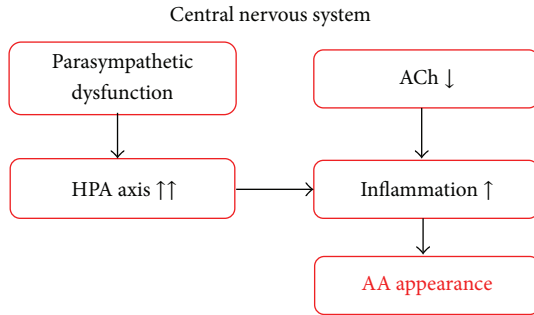 Central nervous system
Parasympathetic
dysfunction
ACh ↓
HPA axis ↑↑
Inflammation ↑
AA appearance